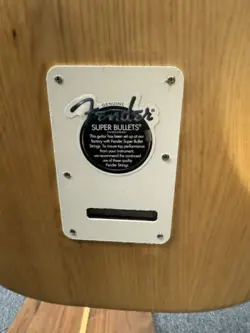 GENUINE
Fender
SUPER BULLETS
This guitar has been set up at our
factory with Fender Super Bullet
Strings. To insure top performance
from your instrument,
we recommend the continued
use of these quality
Fender Strings.